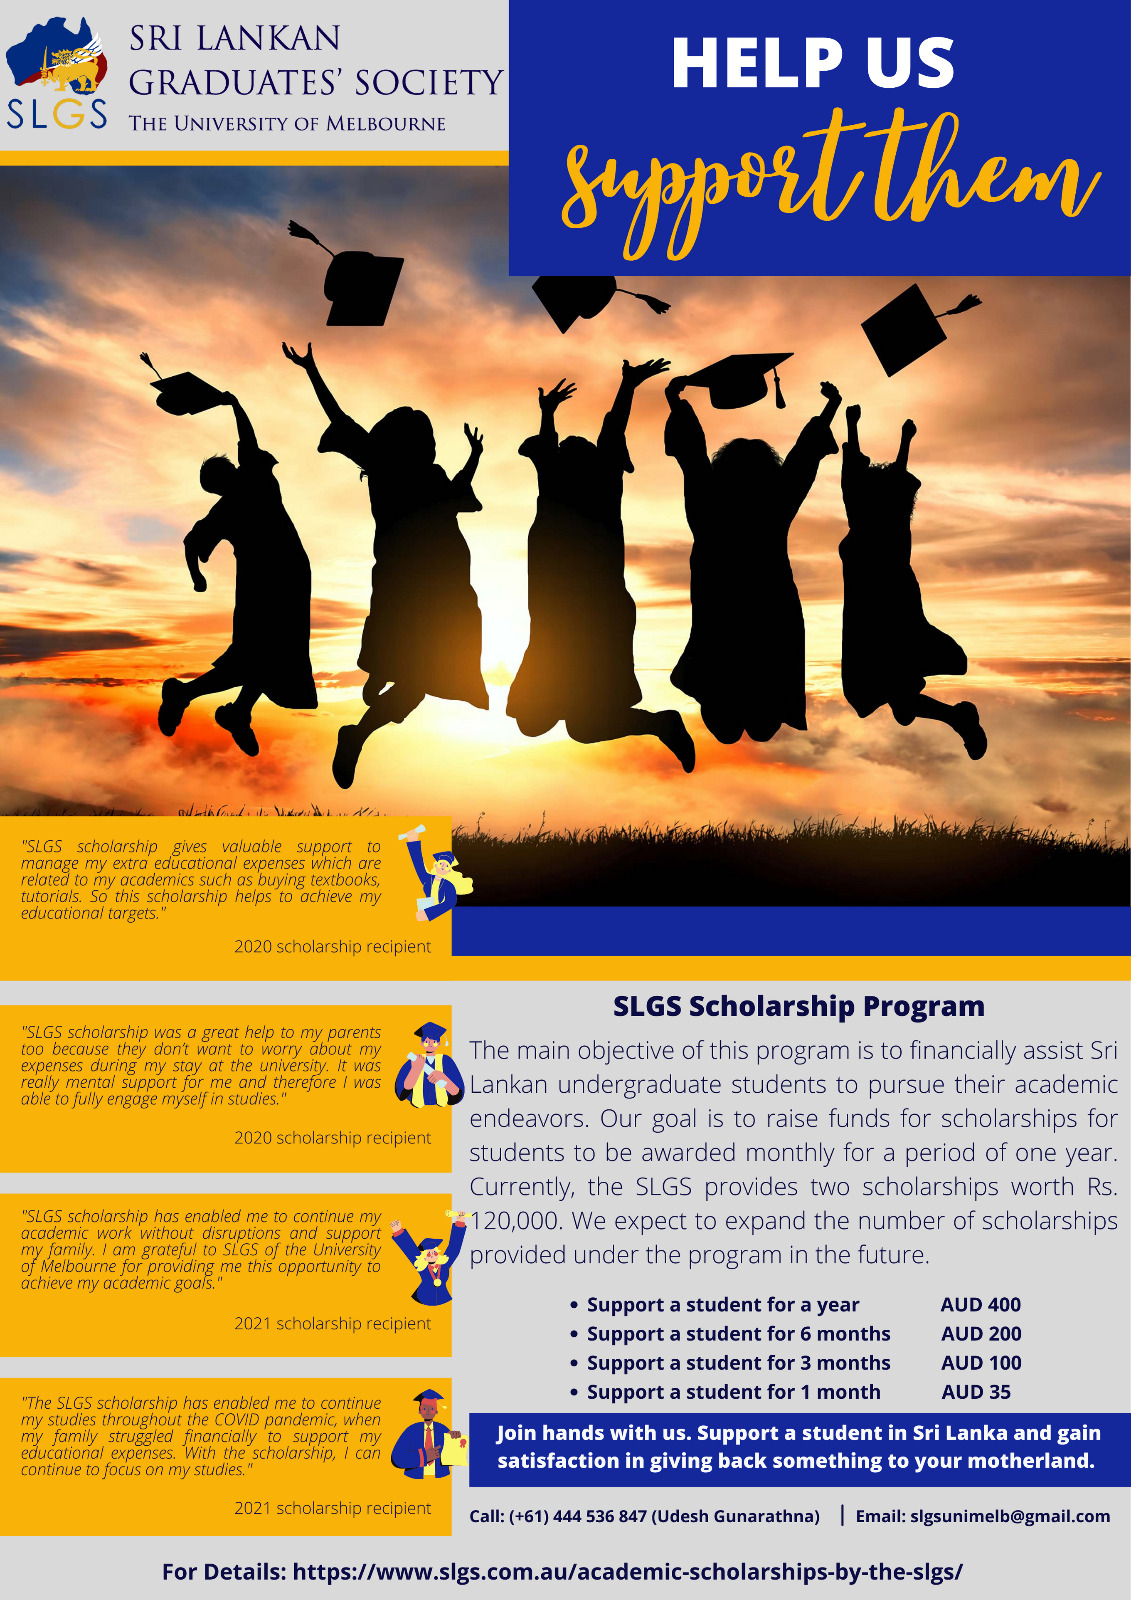 SLGS
SRI LANKAN
GRADUATES' SOCIETY
THE UNIVERSITY OF MELBOURNE
HELP US
support them
"SLGS scholarship gives valuable support to
manage my extra educational expenses which are
related to my academics such as buying textbooks,
tutorials. So this scholarship helps to achieve my
educational targets."
2020 scholarship recipient
"SLGS scholarship was a great help to my parents
too because they don't want to worry about my
expenses during my stay at the university. It was
really mental support for me and therefore I was
able to fully engage myself in studies."
2020 scholarship recipient
"SLGS scholarship has enabled me to continue my
academic work without disruptions and support
my family. I am grateful to SLGS of the University
of Melbourne for providing me this opportunity to
achieve my academic goals."
2021 scholarship recipient
"The SLGS scholarship has enabled me to continue
my studies throughout the COVID pandemic, when
my family struggled financially to support my
educational expenses. With the scholarship, I can
continue to focus on my studies."
2021 scholarship recipient
SLGS Scholarship Program
The main objective of this program is to financially assist Sri
Lankan undergraduate students to pursue their academic
endeavors. Our goal is to raise funds for scholarships for
students to be awarded monthly for a period of one year.
Currently, the SLGS provides two scholarships worth Rs.
120,000. We expect to expand the number of scholarships
provided under the program in the future.
• Support a student for a year AUD 400
• Support a student for 6 months AUD 200
• Support a student for 3 months AUD 100
• Support a student for 1 month AUD 35
Join hands with us. Support a student in Sri Lanka and gain
satisfaction in giving back something to your motherland.
Call: (+61) 444 536 847 (Udesh Gunarathna) | Email: slgsunimelb@gmail.com
For Details: https://www.slgs.com.au/academic-scholarships-by-the-slgs/